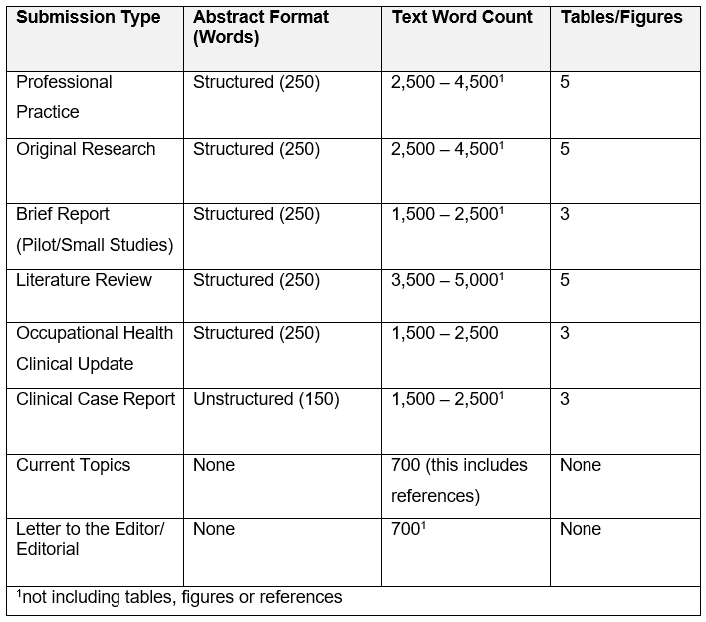 Submission Type Abstract Format (Words) Text Word Count Tables/Figures
Professional Practice Structured (250) 2,500 – 4,500¹ 5
Original Research Structured (250) 2,500 – 4,500¹ 5
Brief Report (Pilot/Small Studies) Structured (250) 1,500 – 2,500¹ 3
Literature Review Structured (250) 3,500 – 5,000¹ 5
Occupational Health Clinical Update Structured (250) 1,500 – 2,500 3
Clinical Case Report Unstructured (150) 1,500 – 2,500¹ 3
Current Topics None 700 (this includes references) None
Letter to the Editor/ Editorial None 700¹ None
¹not including tables, figures or references